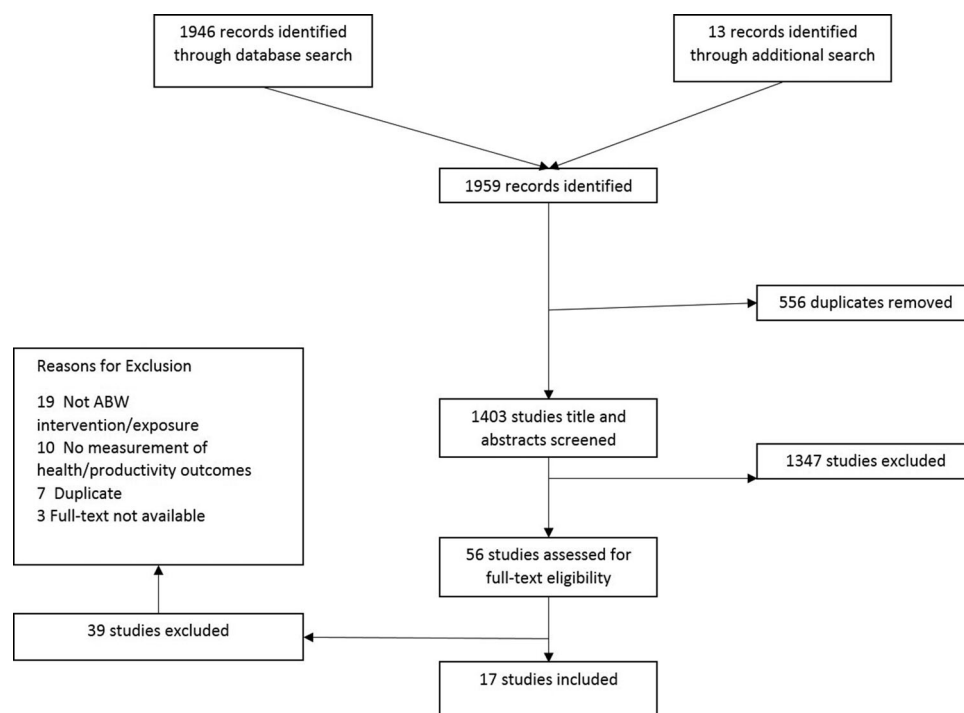 1946 records identified
through database search
13 records identified
through additional search
1959 records identified
556 duplicates removed
Reasons for Exclusion
19  Not ABW
intervention/exposure
10  No measurement of
health/productivity outcomes
7  Duplicate
3 Full-text not available
1403 studies title and
abstracts screened
1347 studies excluded
56 studies assessed for
full-text eligibility
39 studies excluded
17 studies included